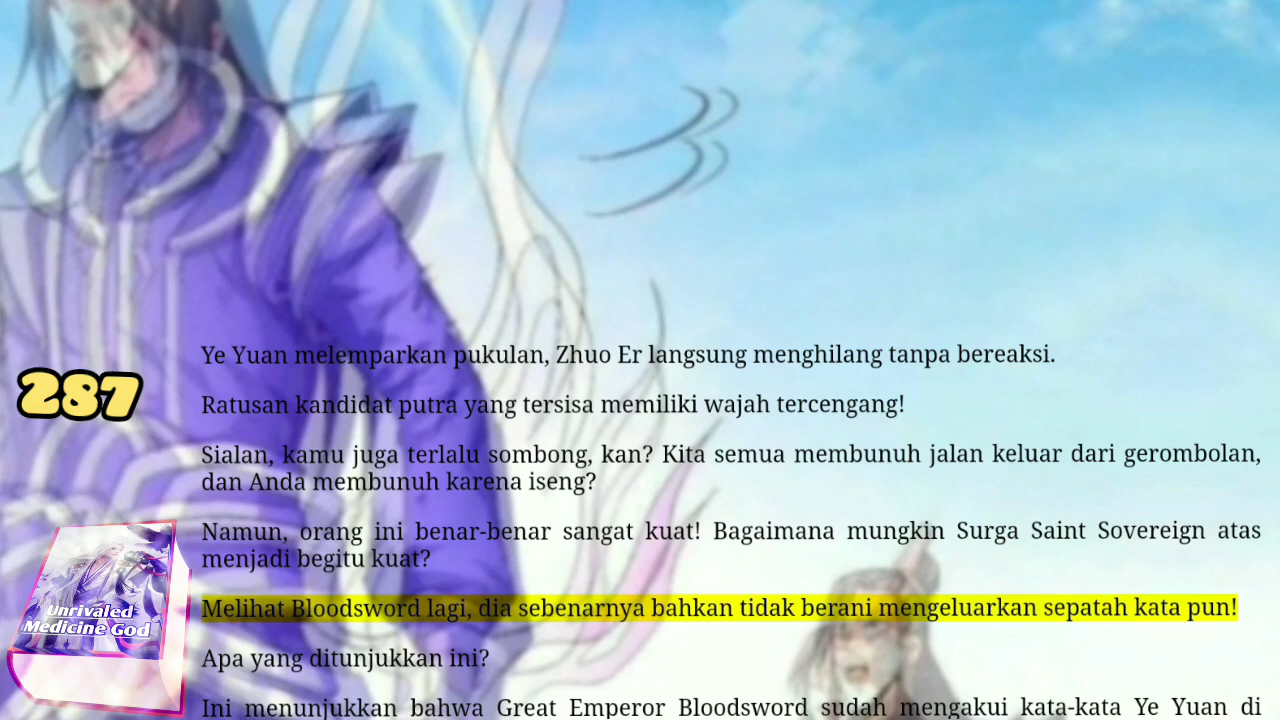 Ye Yuan melemparkan pukulan, Zhuo Er langsung menghilang tanpa bereaksi.
287
Ratusan kandidat putra yang tersisa memiliki wajah tercengang!
Sialan, kamu juga terlalu sombong, kan? Kita semua membunuh jalan keluar dari gerombolan,
dan Anda membunuh karena iseng?
Namun, orang ini benar-benar sangat kuat! Bagaimana mungkin Surga Saint Sovereign atas
menjadi begitu kuat?
Melihat Bloodsword lagi, dia sebenarnya bahkan tidak berani mengeluarkan sepatah kata pun!
Unrivaled
Medicine God
Apa yang ditunjukkan ini?
Ini menunjukkan bahwa Great Emperor Bloodsword sudah mengakui kata-kata Ye Yuan di